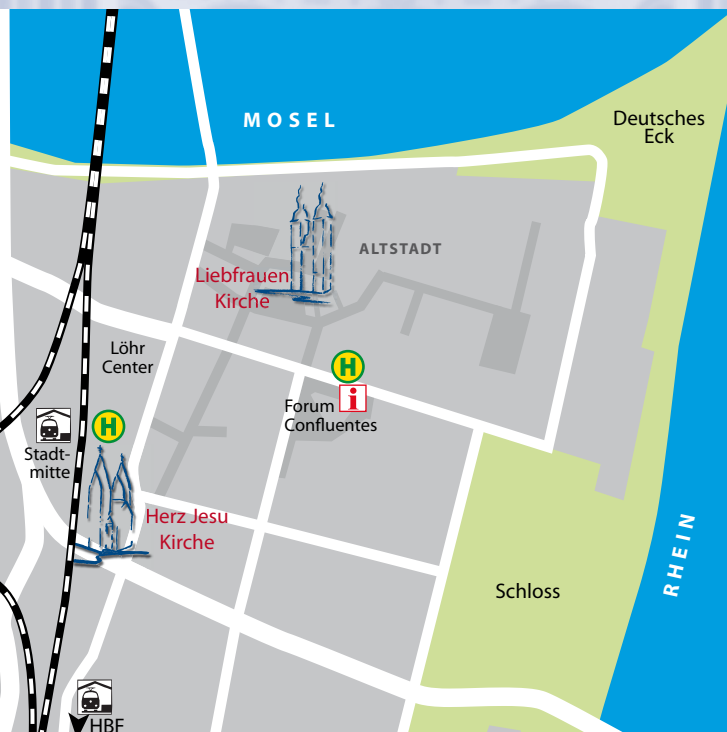 MOSEL
Deutsches
Eck
ALTSTADT
Liebfrauen
Kirche
Löhr
Center
H
i
Forum
Confluentes
H
Stadt-
mitte
Herz Jesu
Kirche
RHEIN
Schloss
HBF